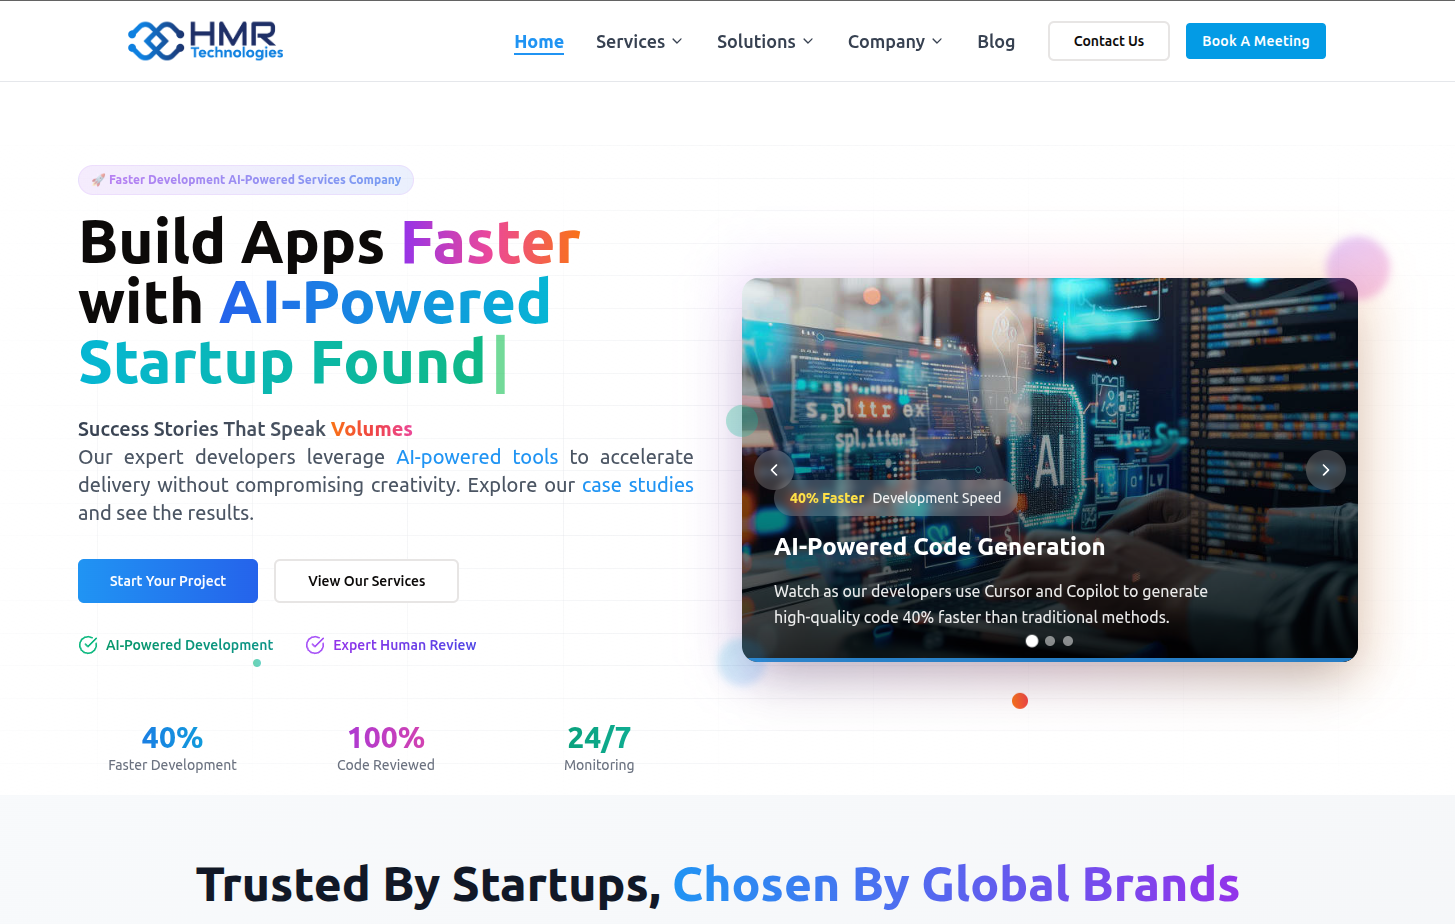 HMR
Technologies
Home
Services
Solutions
Company
Blog
Contact Us
Book A Meeting
🚀 Faster Development AI-Powered Services Company
Build Apps Faster
with AI-Powered
Startup Found
Success Stories That Speak Volumes
Our expert developers leverage AI-powered tools to accelerate
delivery without compromising creativity. Explore our case studies
and see the results.
Start Your Project
View Our Services
AI-Powered Development
Expert Human Review
40%
Faster Development
100%
Code Reviewed
24/7
Monitoring
AI
40% Faster Development Speed
AI-Powered Code Generation
Watch as our developers use Cursor and Copilot to generate
high-quality code 40% faster than traditional methods.
Trusted By Startups, Chosen By Global Brands